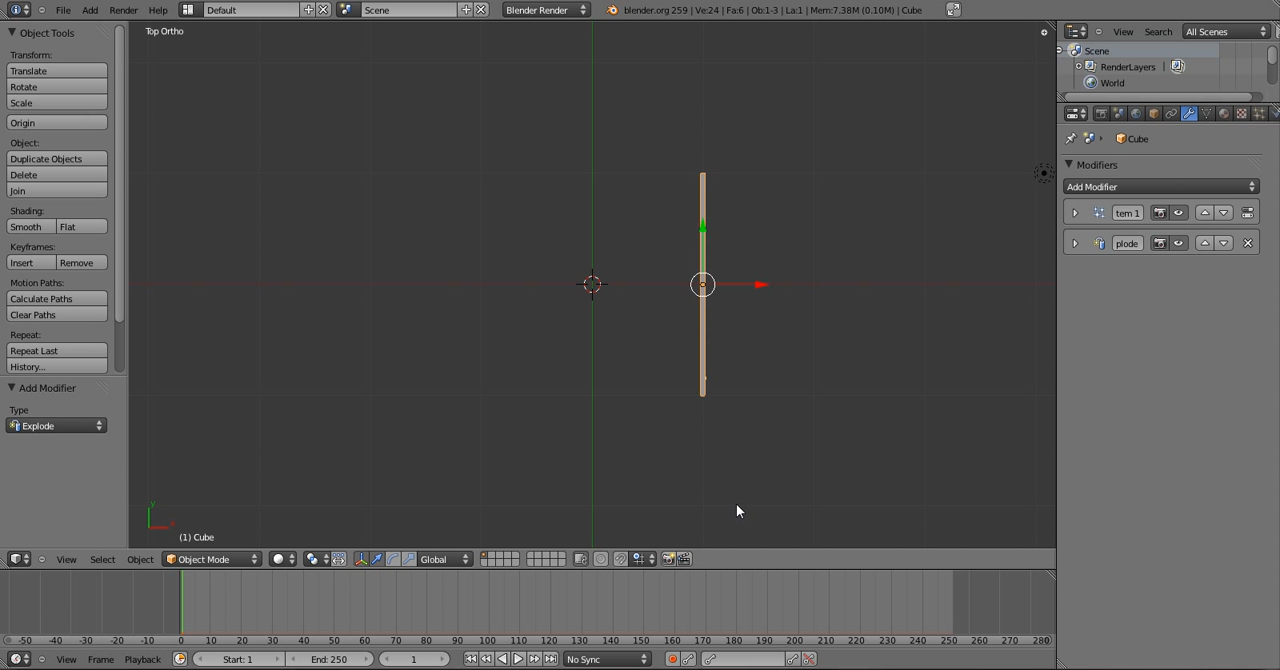 File Add Render Help Default Scene Blender Render blender.org 259 | Ve:24 | Fa:6 | Ob:1-3 | La:1 | Mem:7.38M (0.10M) | Cube
Object Tools
Transform:
Translate
Rotate
Scale
Origin
Object:
Duplicate Objects
Delete
Join
Shading:
Smooth Flat
Keyframes:
Insert Remove
Motion Paths:
Calculate Paths
Clear Paths
Repeat:
Repeat Last
History...
Add Modifier
Type
Explode
Top Ortho
y
x
(1) Cube
View Search All Scenes
Scene
RenderLayers |
World
Cube
Modifiers
Add Modifier
tem 1
plode
View Select Object Object Mode Global
-50 -40 -30 -20 -10 0 10 20 30 40 50 60 70 80 90 100 110 120 130 140 150 160 170 180 190 200 210 220 230 240 250 260 270 280
View Frame Playback Start: 1 End: 250 1 No Sync